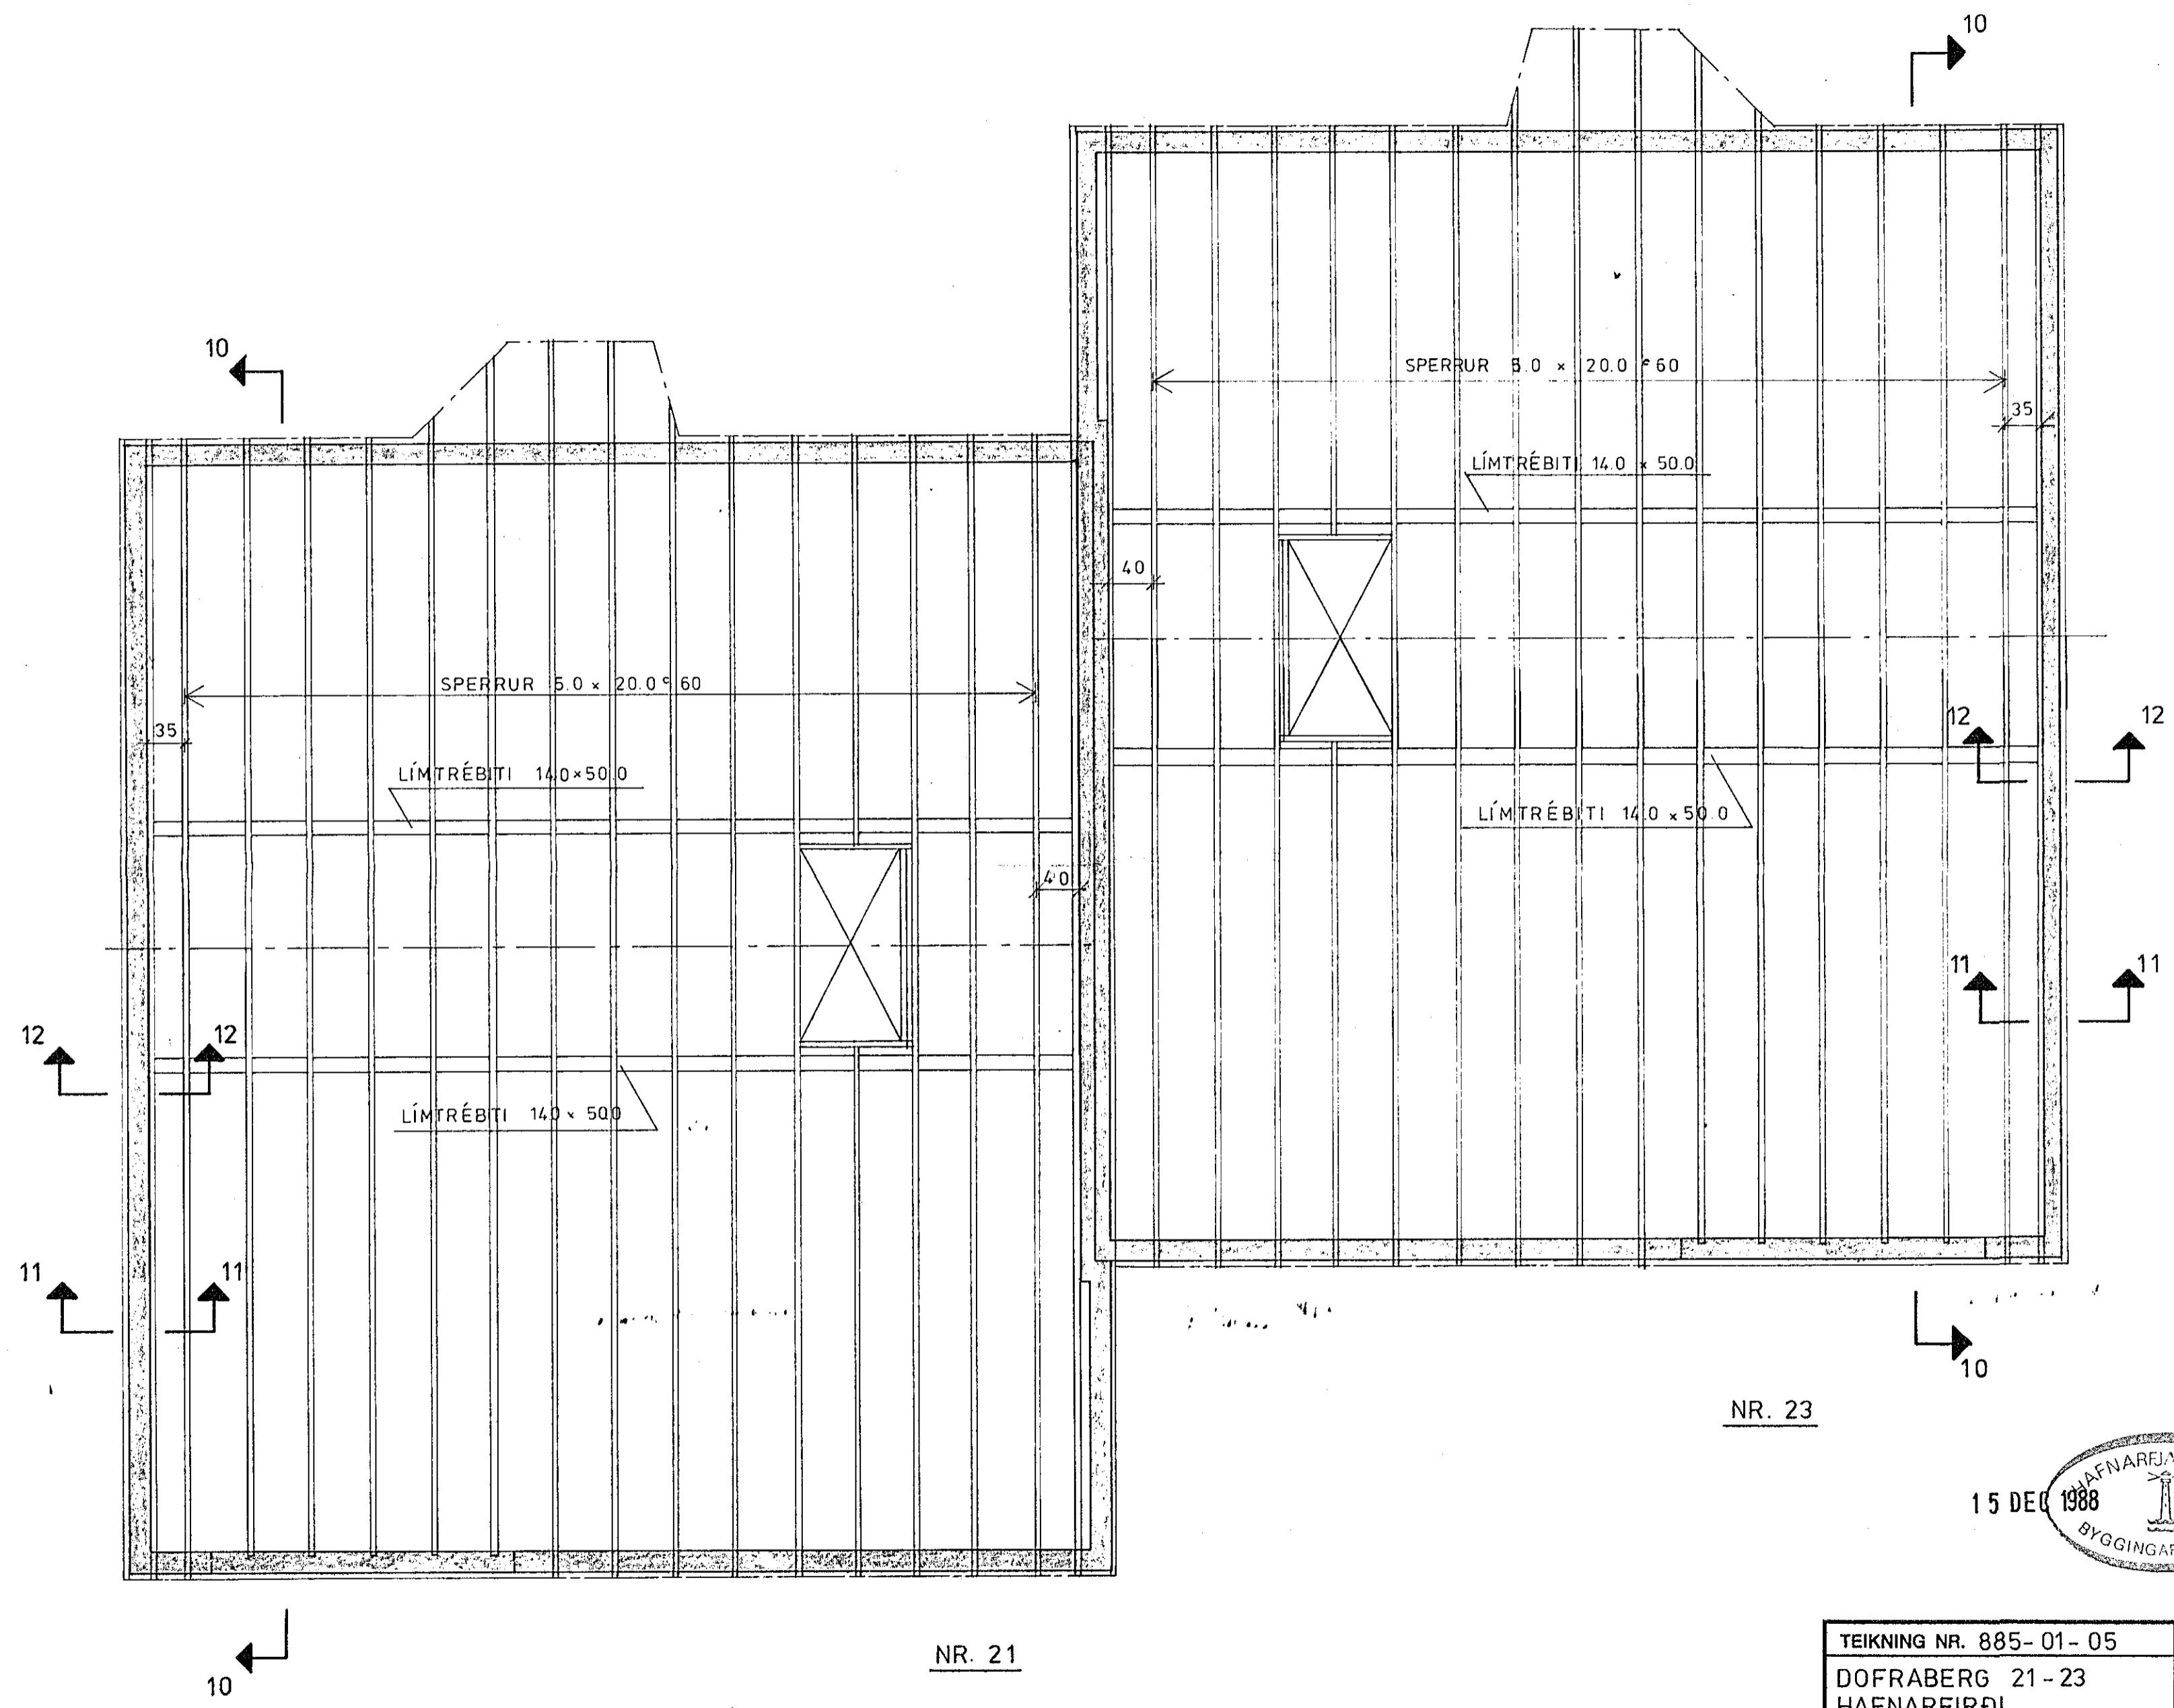 10
10
SPERRUR 5.0 × 20.0 c 60
35
LÍMTRÉBITI 14.0 × 50.0
40
SPERRUR 5.0 × 20.0 c 60
35
12
12
LÍMTRÉBITI 14.0×50.0
LÍMTRÉBITI 14.0 × 50.0
40
11
11
12
12
LÍMTRÉBITI 14.0 × 50.0
11
11
10
NR. 23
15 DEC 1988
NR. 21
10
TEIKNING NR. 885-01-05
DOFRABERG 21-23
HAFNARFIRÐI